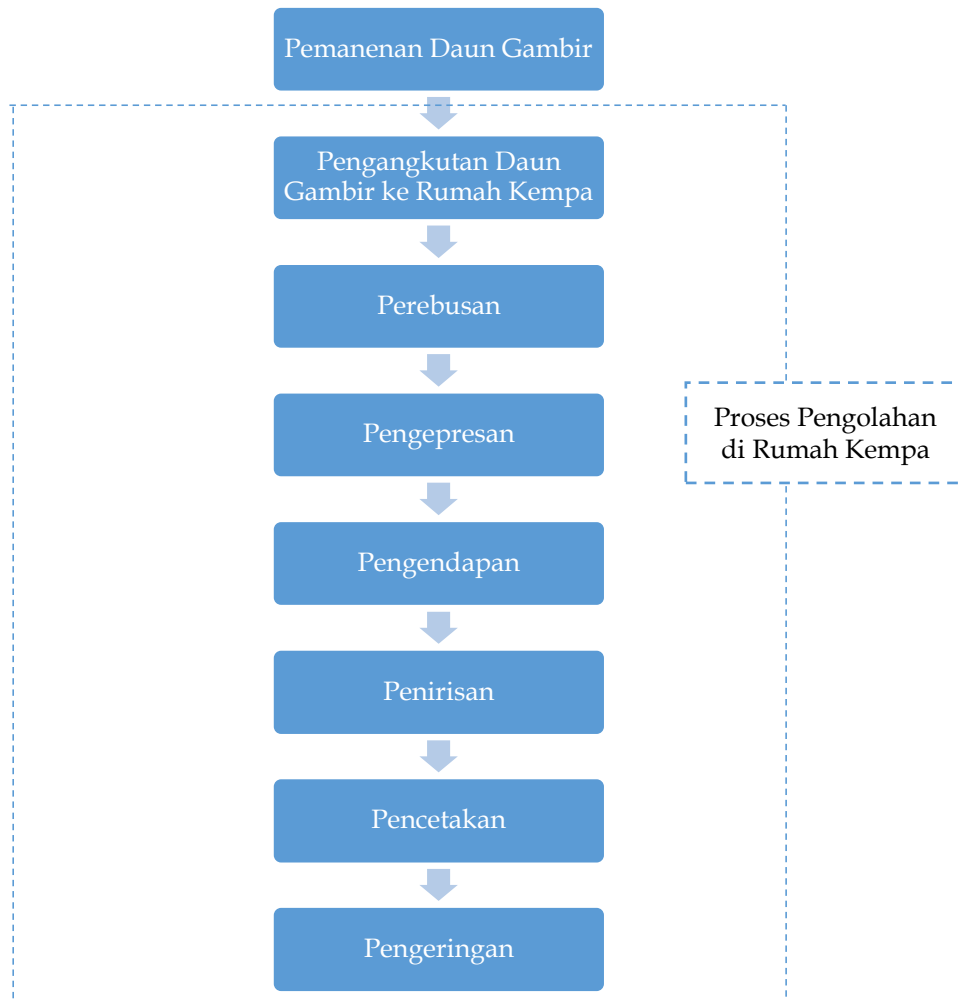 Pemanenan Daun Gambir
Pengangkutan Daun
Gambir ke Rumah Kempa
Perebusan
Pengepresan
Proses Pengolahan
di Rumah Kempa
Pengendapan
Penirisan
Pencetakan
Pengeringan